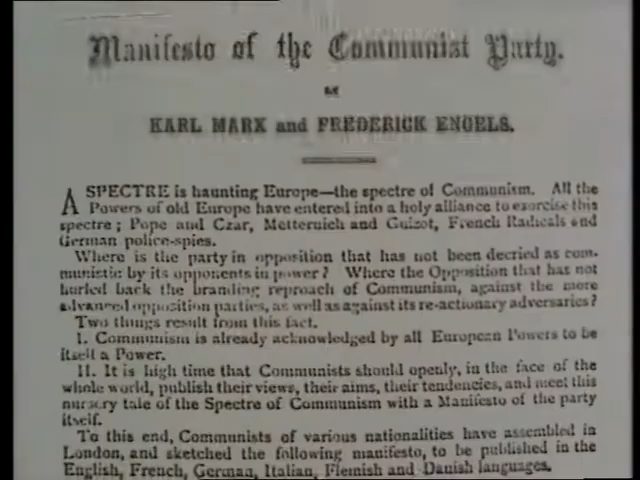 Manifesto of the Communist Party.
BY
KARL MARX and FREDERICK ENGELS.
A SPECTRE is haunting Europe—the spectre of Communism. All the
Powers of old Europe have entered into a holy alliance to exorcise this
spectre; Pope and Czar, Metternich and Guizot, French Radicals and
German police-spies.
Where is the party in opposition that has not been decried as com-
munistic by its opponents in power? Where the Opposition that has not
hurled back the branding reproach of Communism, against the more
advanced opposition parties, as well as against its re-actionary adversaries?
Two things result from this fact.
I. Communism is already acknowledged by all European Powers to be
itself a Power.
II. It is high time that Communists should openly, in the face of the
whole world, publish their views, their aims, their tendencies, and meet this
nursery tale of the Spectre of Communism with a Manifesto of the party
itself.
To this end, Communists of various nationalities have assembled in
London, and sketched the following manifesto, to be published in the
English, French, German, Italian, Flemish and Danish languages.